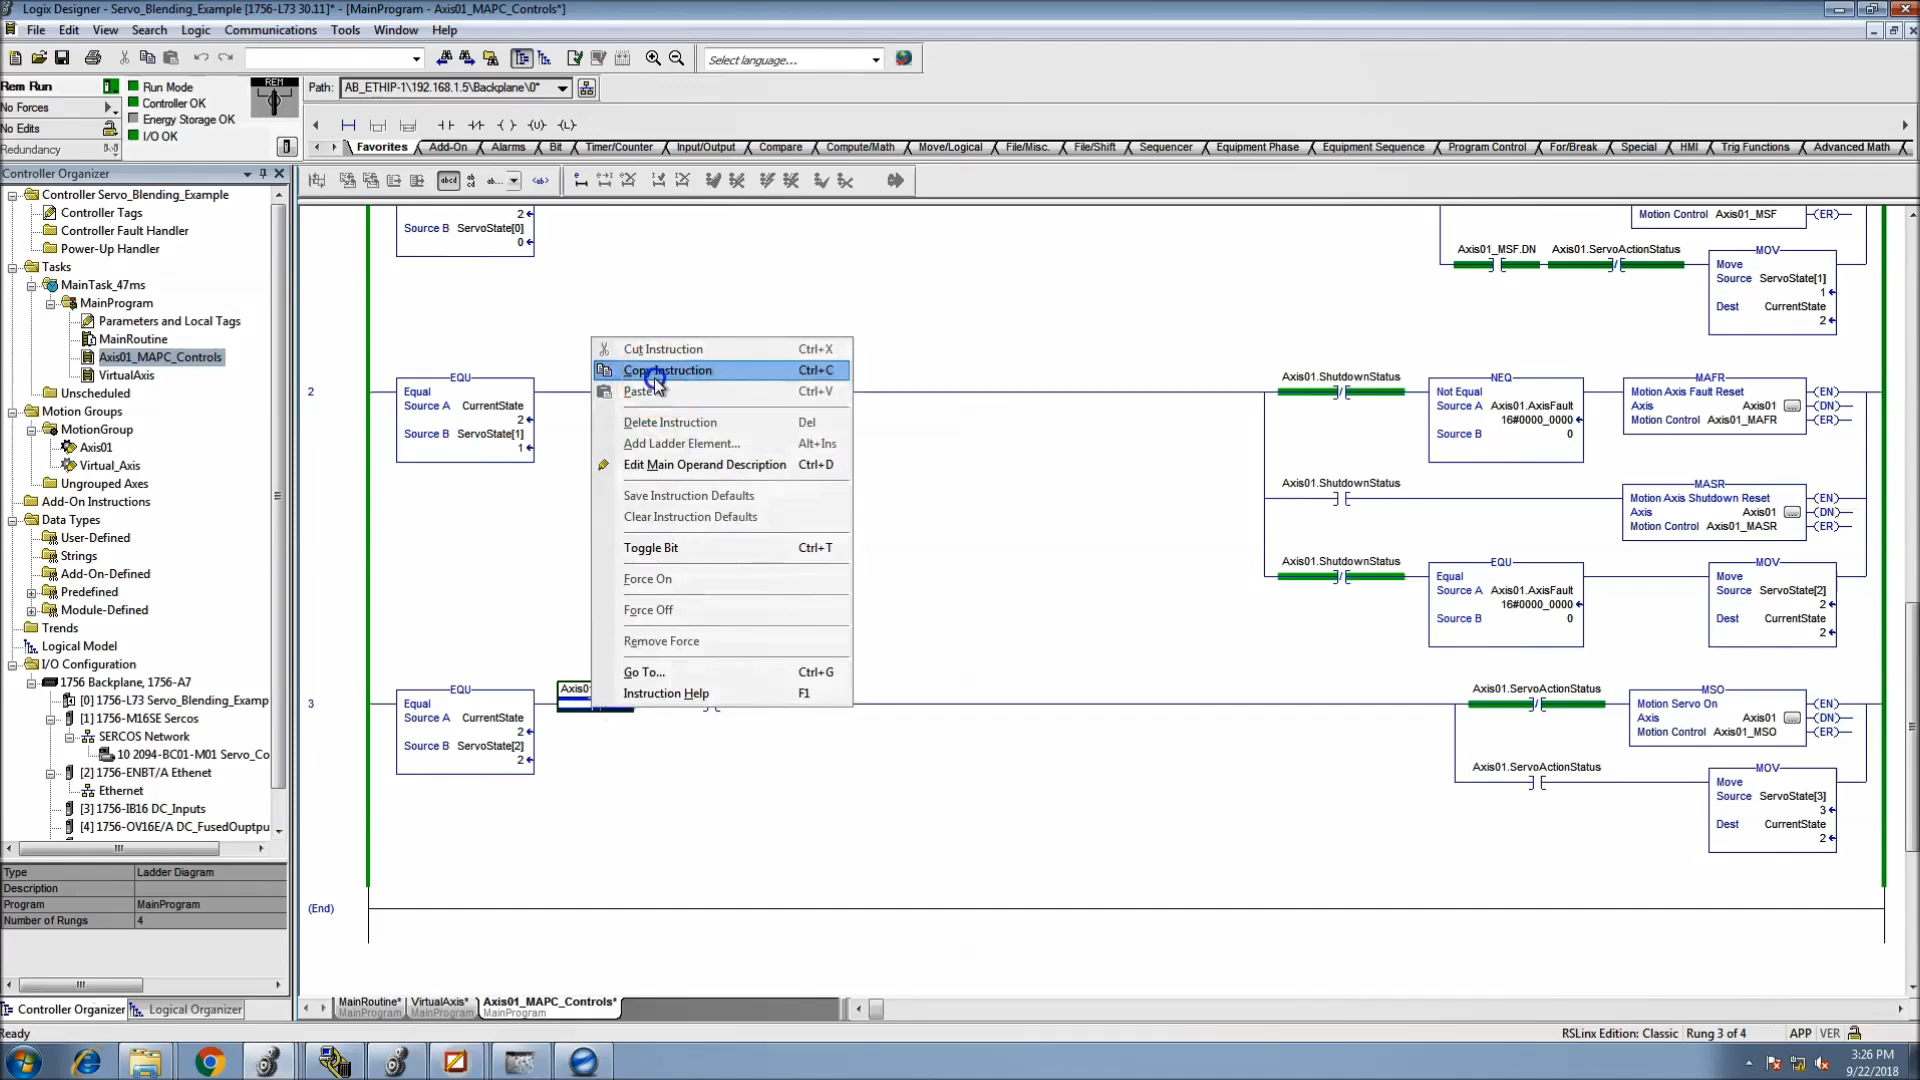 Logix Designer - Servo_Blending_Example [1756-L73 30.11]* - [MainProgram - Axis01_MAPC_Controls*]
File Edit View Search Logic Communications Tools Window Help
Select language...
Rem Run
No Forces
No Edits
Redundancy
Run Mode
Controller OK
Energy Storage OK
I/O OK
REM
Path: AB_ETHIP-1\192.168.1.5\Backplane\0*
Favorites Add-On Alarms Bit Timer/Counter Input/Output Compare Compute/Math Move/Logical File/Misc. File/Shift Sequencer Equipment Phase Equipment Sequence Program Control For/Break Special HMI Trig Functions Advanced Math
Controller Organizer
Controller Servo_Blending_Example
Controller Tags
Controller Fault Handler
Power-Up Handler
Tasks
MainTask_47ms
MainProgram
Parameters and Local Tags
MainRoutine
Axis01_MAPC_Controls
VirtualAxis
Unscheduled
Motion Groups
MotionGroup
Axis01
Virtual_Axis
Ungrouped Axes
Add-On Instructions
Data Types
User-Defined
Strings
Add-On-Defined
Predefined
Module-Defined
Trends
Logical Model
I/O Configuration
1756 Backplane, 1756-A7
[0] 1756-L73 Servo_Blending_Examp
[1] 1756-M16SE Sercos
SERCOS Network
10 2094-BC01-M01 Servo_Co
[2] 1756-ENBT/A Ethenet
Ethernet
[3] 1756-IB16 DC_Inputs
[4] 1756-OV16E/A DC_FusedOuptpu
Type Ladder Diagram
Description
Program MainProgram
Number of Rungs 4
Controller Organizer
Logical Organizer
2
Source B ServoState[0]
0
Motion Control Axis01_MSF (ER)
Axis01_MSF.DN Axis01.ServoActionStatus
MOV
Move
Source ServoState[1]
1
Dest CurrentState
2
2
EQU
Equal
Source A CurrentState
2
Source B ServoState[1]
1
Axis01.ShutdownStatus
NEQ
Not Equal
Source A Axis01.AxisFault
16#0000_0000
Source B 0
MAFR
Motion Axis Fault Reset
Axis Axis01 ...
Motion Control Axis01_MAFR
(EN)
(DN)
(ER)
Axis01.ShutdownStatus
MASR
Motion Axis Shutdown Reset
Axis Axis01 ...
Motion Control Axis01_MASR
(EN)
(DN)
(ER)
Axis01.ShutdownStatus
EQU
Equal
Source A Axis01.AxisFault
16#0000_0000
Source B 0
MOV
Move
Source ServoState[2]
2
Dest CurrentState
2
3
EQU
Equal
Source A CurrentState
2
Source B ServoState[2]
2
Axis0
Axis01.ServoActionStatus
MSO
Motion Servo On
Axis Axis01 ...
Motion Control Axis01_MSO
(EN)
(DN)
(ER)
Axis01.ServoActionStatus
MOV
Move
Source ServoState[3]
3
Dest CurrentState
2
(End)
Cut Instruction Ctrl+X
Copy Instruction Ctrl+C
Paste Ctrl+V
Delete Instruction Del
Add Ladder Element... Alt+Ins
Edit Main Operand Description Ctrl+D
Save Instruction Defaults
Clear Instruction Defaults
Toggle Bit Ctrl+T
Force On
Force Off
Remove Force
Go To... Ctrl+G
Instruction Help F1
MainRoutine* VirtualAxis* Axis01_MAPC_Controls*
MainProgram MainProgram MainProgram
Ready
RSLinx Edition: Classic Rung 3 of 4 APP VER
3:26 PM
9/22/2018